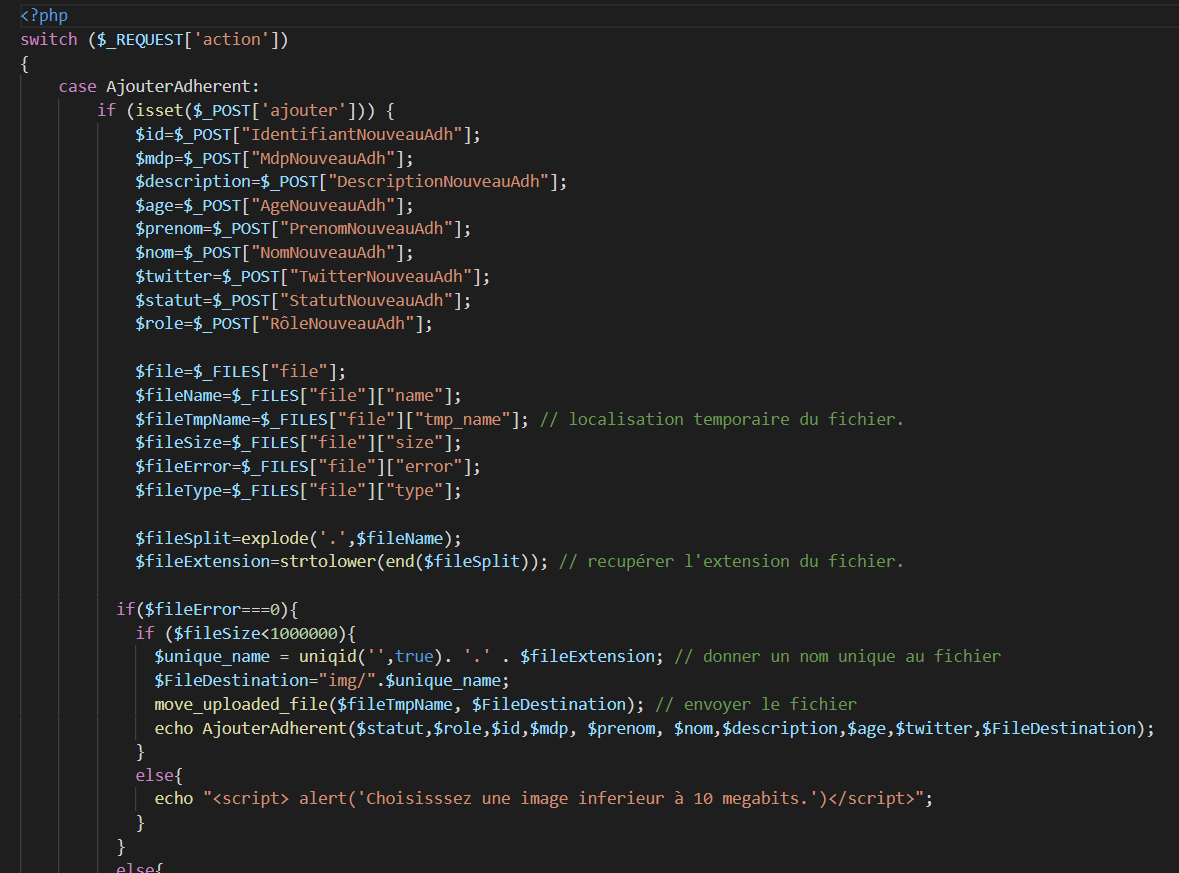 <?php
switch ($_REQUEST['action'])
{
case AjouterAdherent:
if (isset($_POST['ajouter'])) {
$id=$_POST["IdentifiantNouveauAdh"];
$mdp=$_POST["MdpNouveauAdh"];
$description=$_POST["DescriptionNouveauAdh"];
$age=$_POST["AgeNouveauAdh"];
$prenom=$_POST["PrenomNouveauAdh"];
$nom=$_POST["NomNouveauAdh"];
$twitter=$_POST["TwitterNouveauAdh"];
$statut=$_POST["StatutNouveauAdh"];
$role=$_POST["RôleNouveauAdh"];
$file=$_FILES["file"];
$fileName=$_FILES["file"]["name"];
$fileTmpName=$_FILES["file"]["tmp_name"]; // localisation temporaire du fichier.
$fileSize=$_FILES["file"]["size"];
$fileError=$_FILES["file"]["error"];
$fileType=$_FILES["file"]["type"];
$fileSplit=explode('.',$fileName);
$fileExtension=strtolower(end($fileSplit)); // recupérer l'extension du fichier.
if($fileError===0){
if ($fileSize<1000000){
$unique_name = uniqid('',true). '.' . $fileExtension; // donner un nom unique au fichier
$FileDestination="img/".$unique_name;
move_uploaded_file($fileTmpName, $FileDestination); // envoyer le fichier
echo AjouterAdherent($statut,$role,$id,$mdp, $prenom, $nom,$description,$age,$twitter,$FileDestination);
}
else{
echo "<script> alert('Choisisssez une image inferieur à 10 megabits.')</script>";
}
}
else{